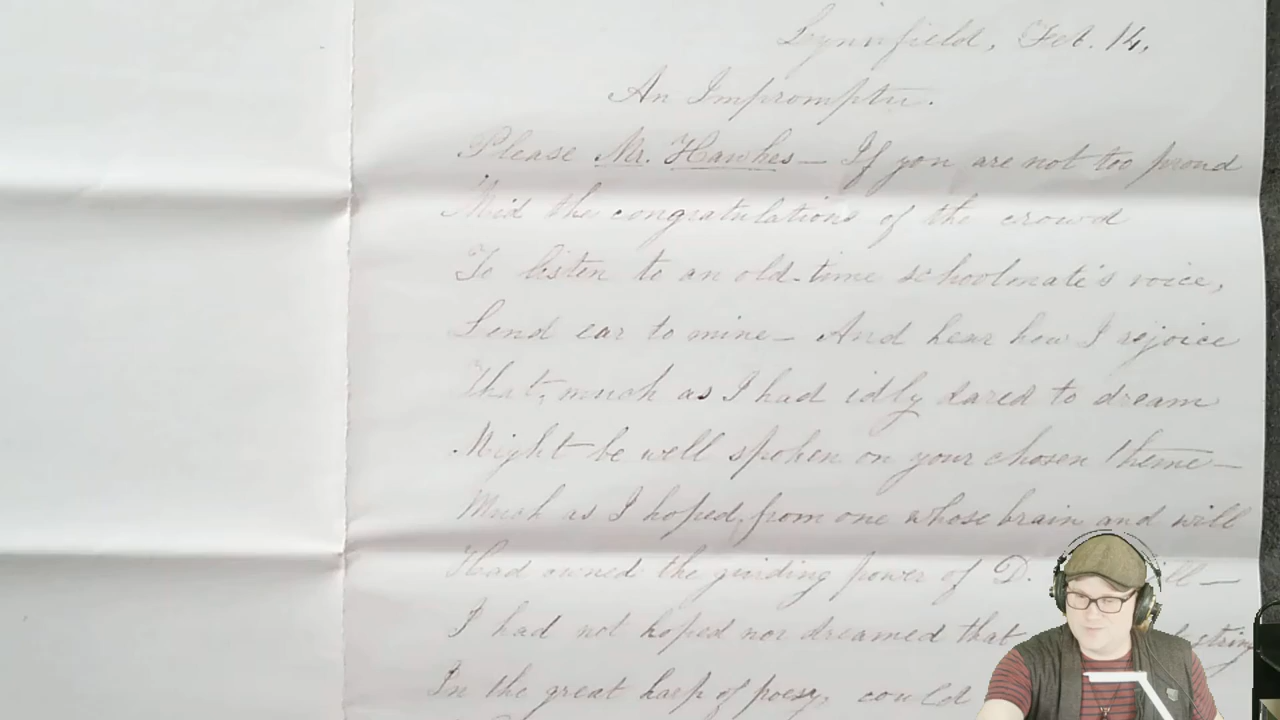 Lynnfield, Feb. 14,
An Impromptu.
Please Mr. Hawkes— If you are not too proud
'Mid the congratulations of the crowd
To listen to an old-time schoolmate's voice,
Lend ear to mine— And hear how I rejoice
That, much as I had idly dared to dream
Might be well spoken on your chosen theme—
Much as I hoped, from one whose brain and will
Had owned the guiding power of D.
I had not hoped nor dreamed that
In the great harp of poesy, could